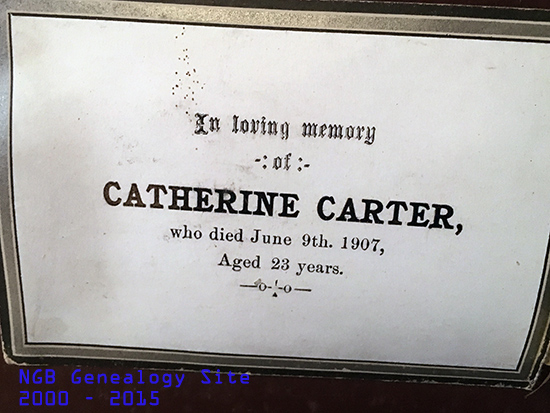 In loving memory
-: of :-
CATHERINE CARTER,
who died June 9th. 1907,
Aged 23 years.
NGB Genealogy Site
2000 - 2015